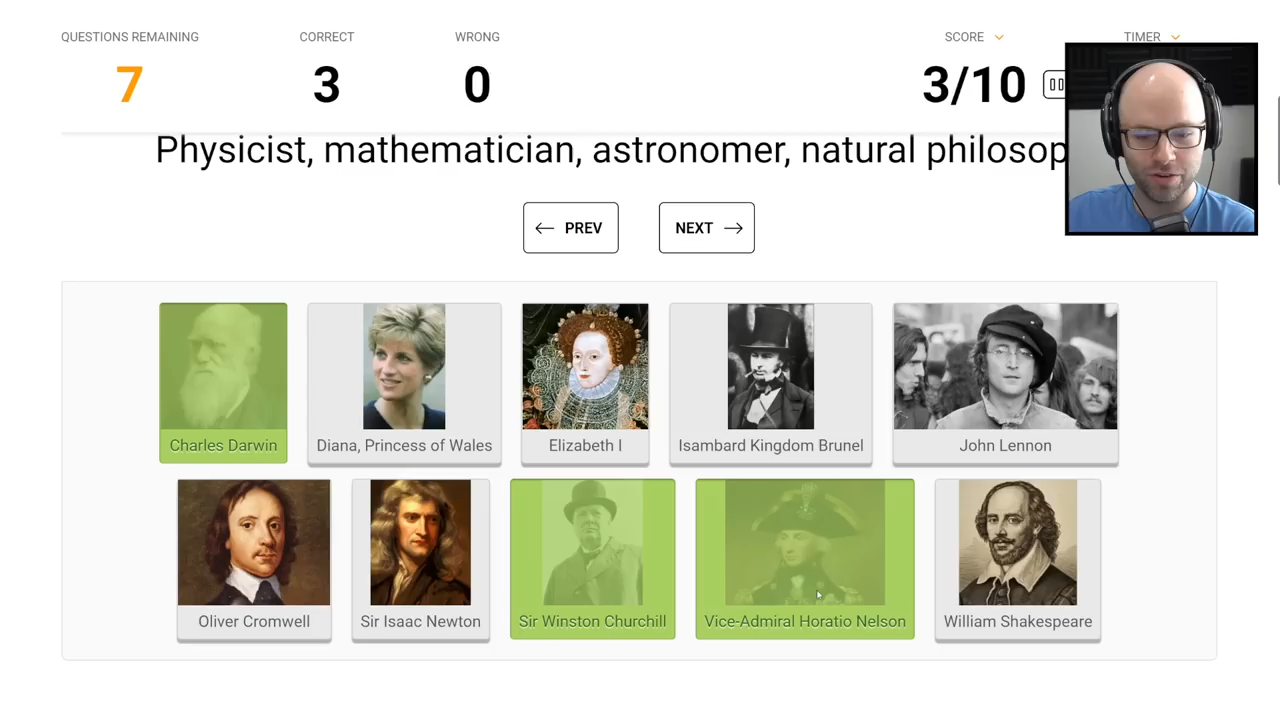 QUESTIONS REMAINING CORRECT WRONG SCORE TIMER
7 3 0 3/10
Physicist, mathematician, astronomer, natural philosop
PREV NEXT
Charles Darwin Diana, Princess of Wales Elizabeth I Isambard Kingdom Brunel John Lennon
Oliver Cromwell Sir Isaac Newton Sir Winston Churchill Vice-Admiral Horatio Nelson William Shakespeare